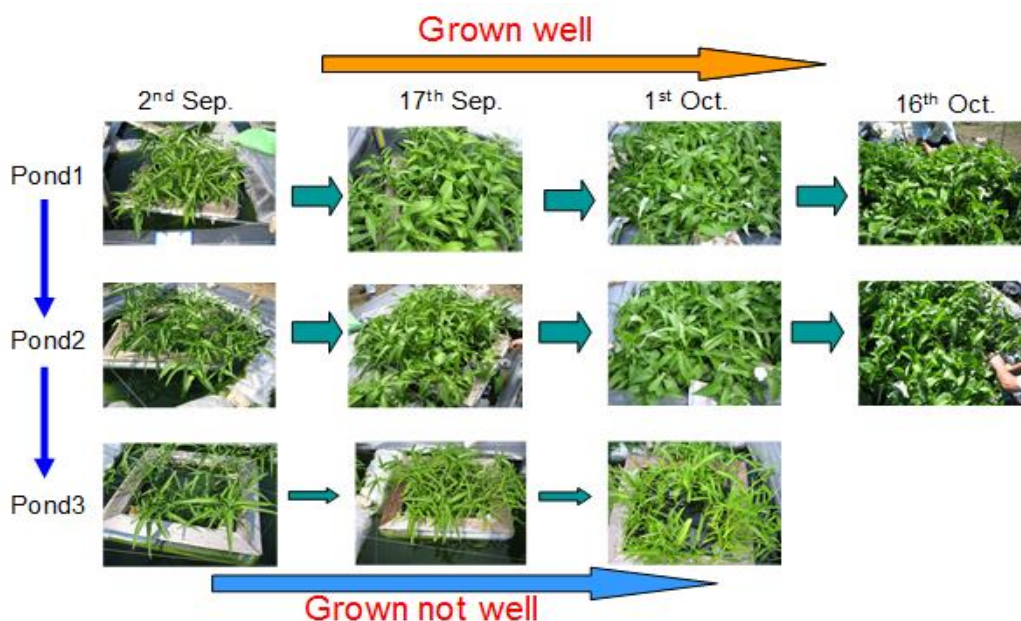 Grown well
2nd Sep.
17th Sep.
1st Oct.
16th Oct.
Pond1
Pond2
Pond3
Grown not well